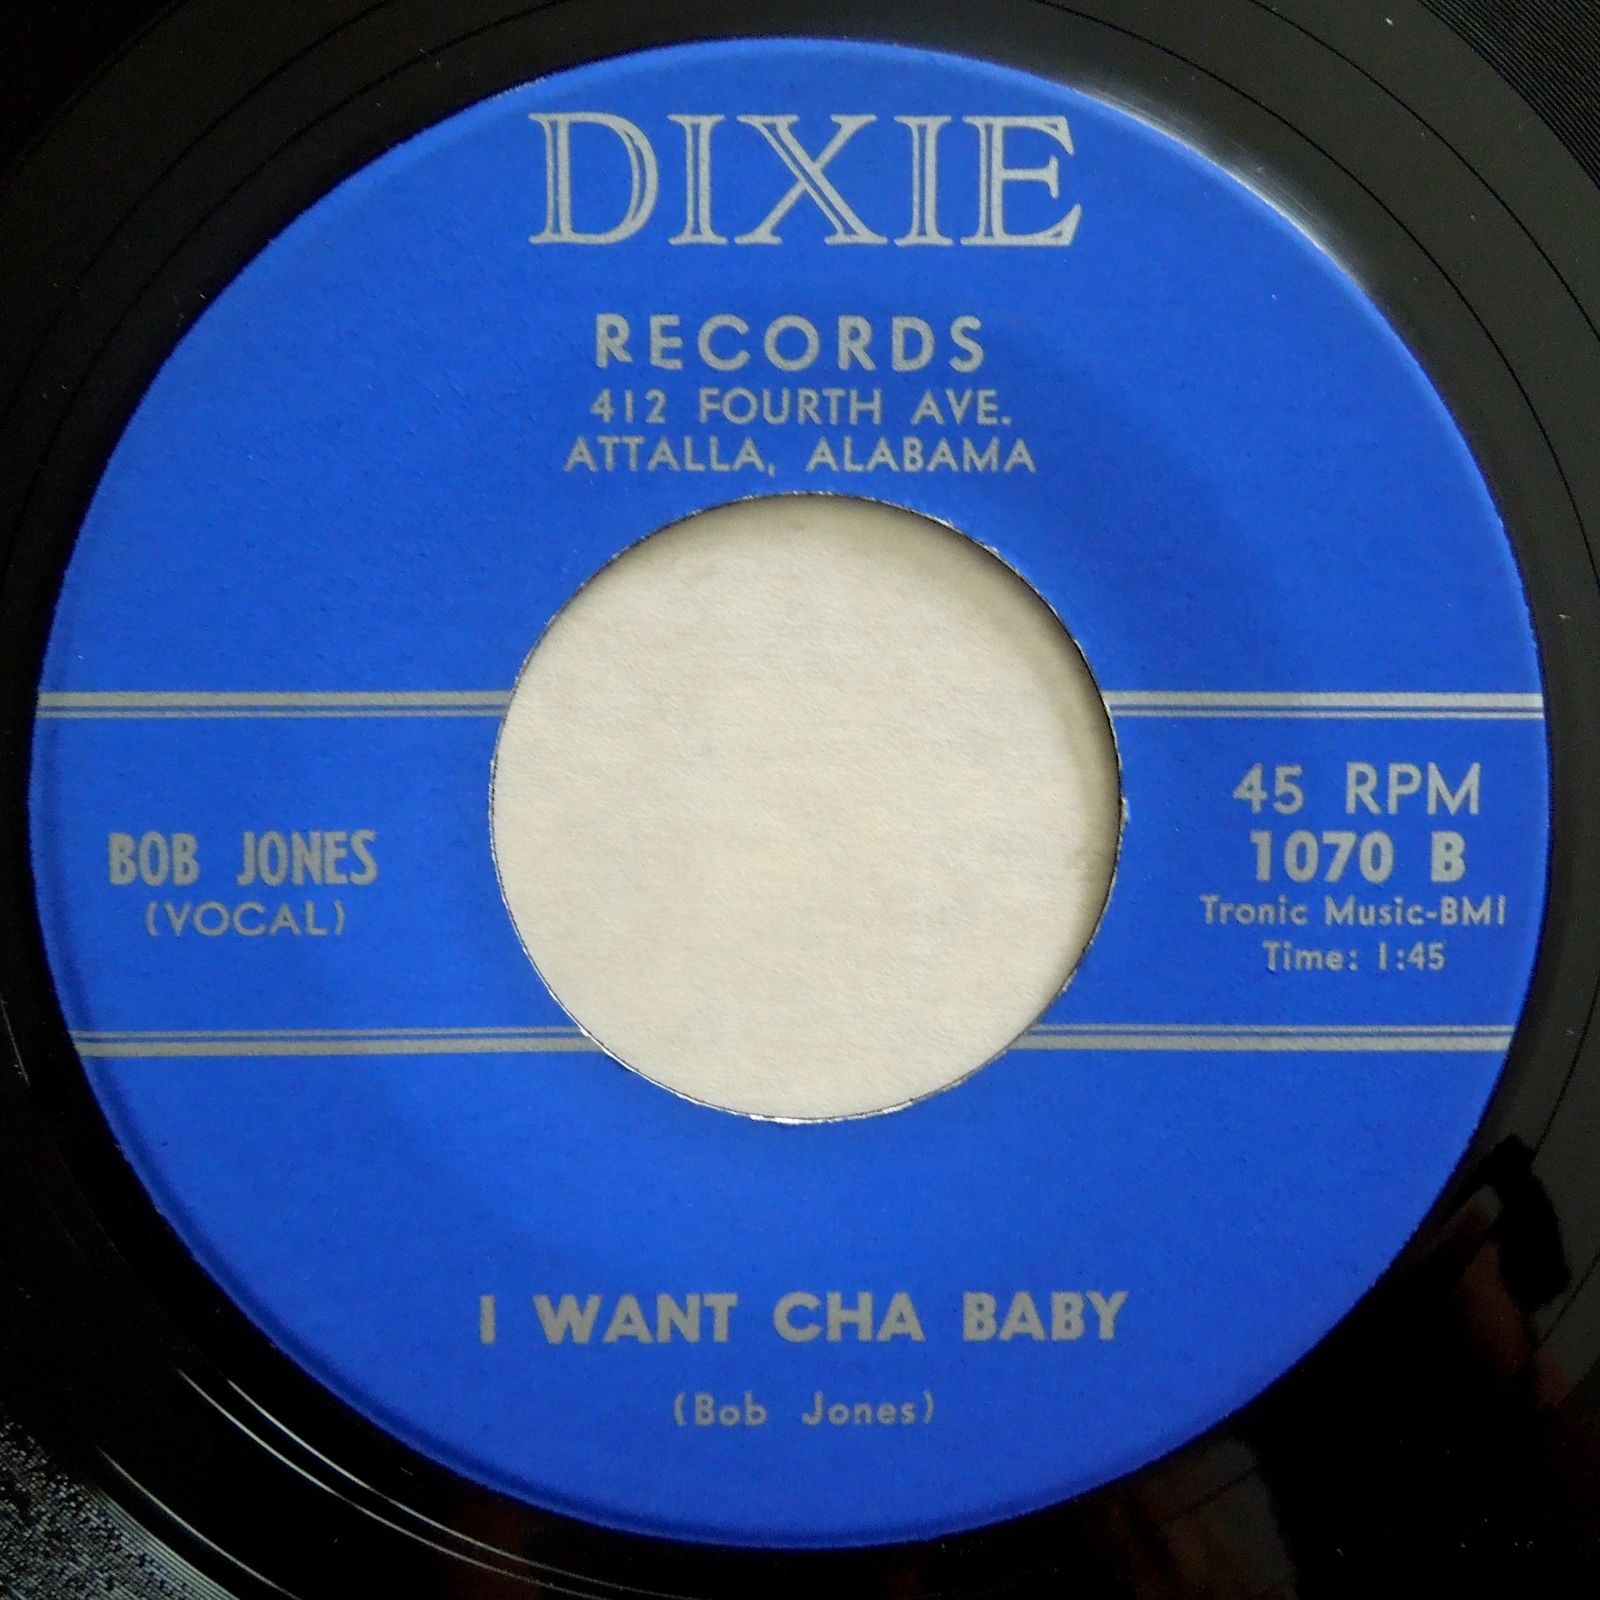 DIXIE
RECORDS
412 FOURTH AVE.
ATTALLA, ALABAMA
BOB JONES
(VOCAL)
45 RPM
1070 B
Tronic Music-BMI
Time: 1:45
I WANT CHA BABY
(Bob Jones)